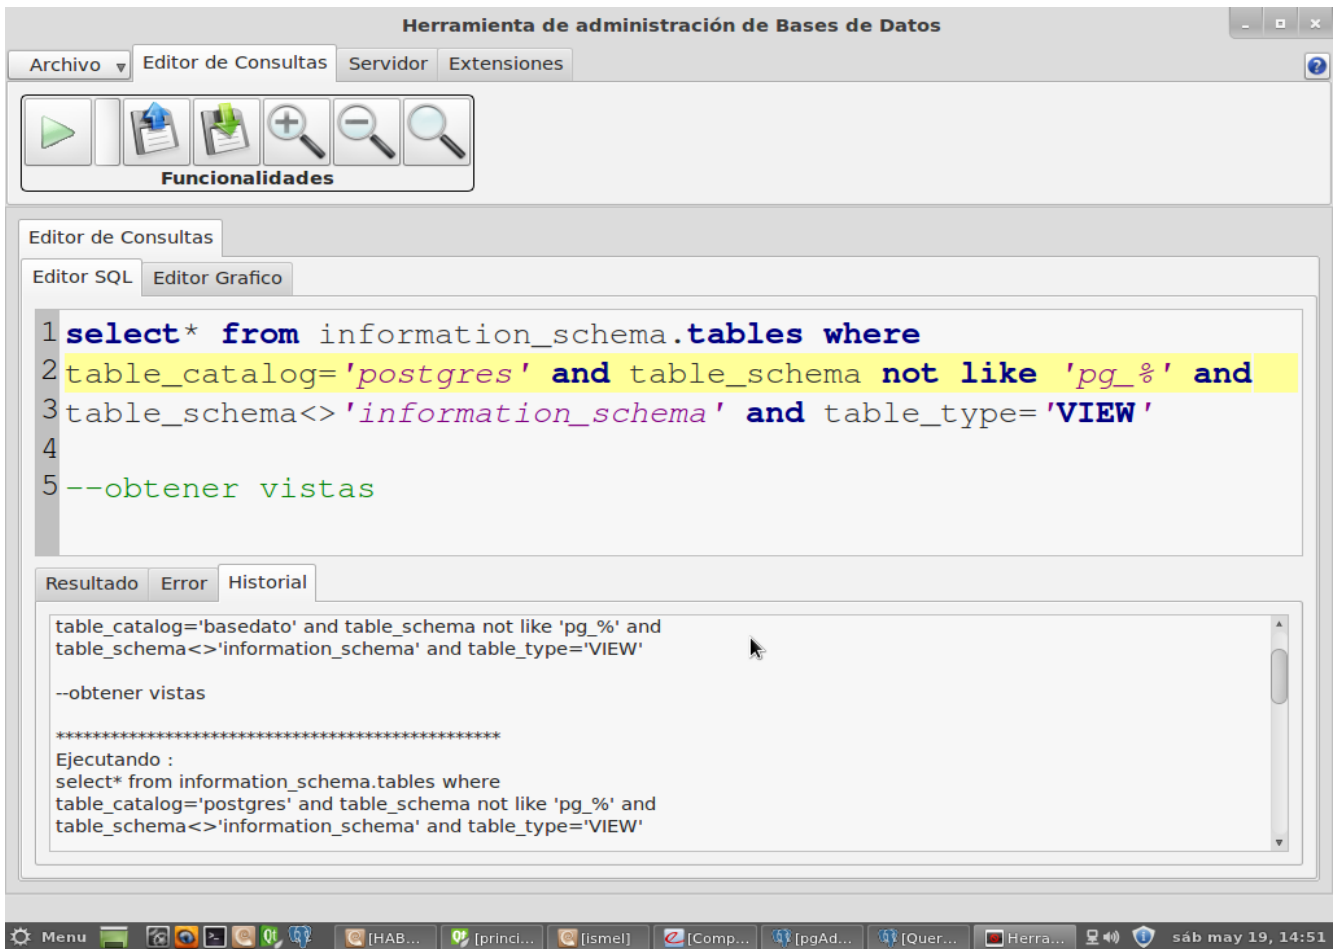 Herramienta de administración de Bases de Datos
Archivo Editor de Consultas Servidor Extensiones
Funcionalidades
Editor de Consultas
Editor SQL Editor Grafico
1 select* from information_schema.tables where
2 table_catalog='postgres' and table_schema not like 'pg_%' and
3 table_schema<>'information_schema' and table_type='VIEW'
4
5 --obtener vistas
Resultado Error Historial
table_catalog='basedato' and table_schema not like 'pg_%' and
table_schema<>'information_schema' and table_type='VIEW'
--obtener vistas
*************************************************
Ejecutando :
select* from information_schema.tables where
table_catalog='postgres' and table_schema not like 'pg_%' and
table_schema<>'information_schema' and table_type='VIEW'
Menu [HAB... [princi... [ismel] [Comp... [pgAd... [Quer... Herra... sáb may 19, 14:51